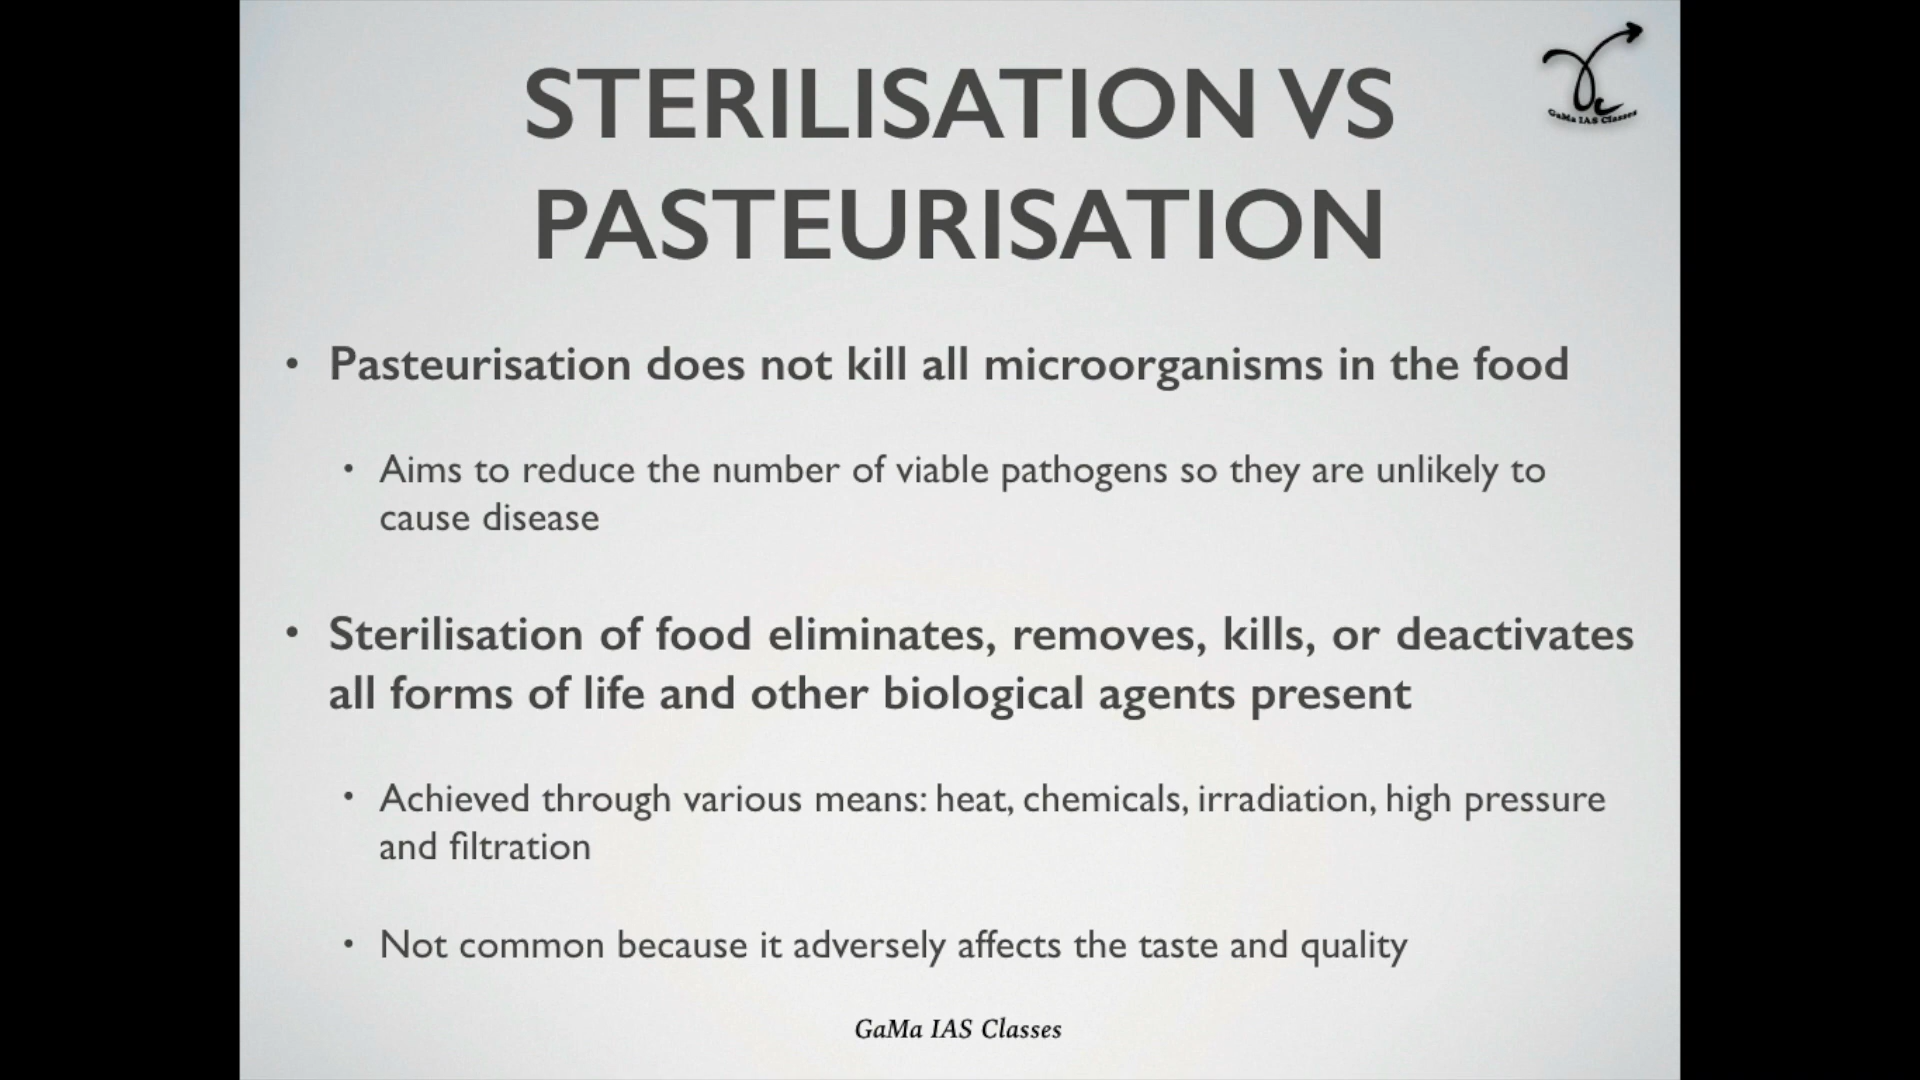 STERILISATION VS
PASTEURISATION
GaMa IAS Classes
• Pasteurisation does not kill all microorganisms in the food
• Aims to reduce the number of viable pathogens so they are unlikely to
cause disease
• Sterilisation of food eliminates, removes, kills, or deactivates
all forms of life and other biological agents present
• Achieved through various means: heat, chemicals, irradiation, high pressure
and filtration
• Not common because it adversely affects the taste and quality
GaMa IAS Classes